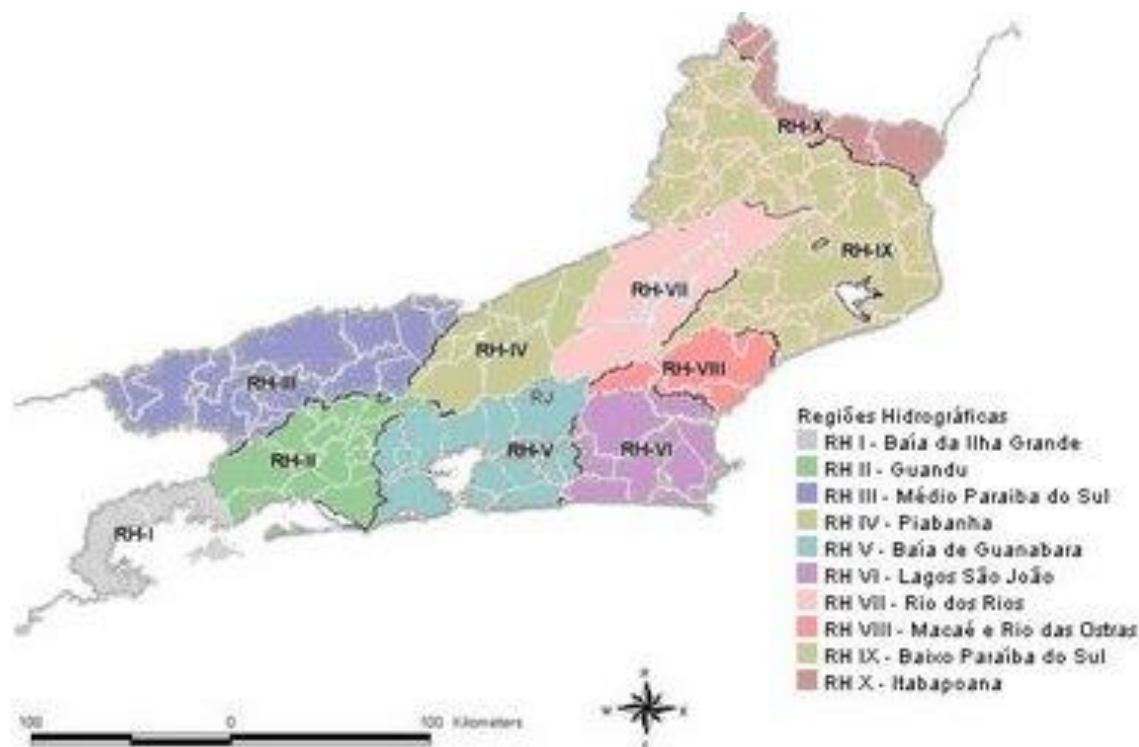 RH-X
RH-IX
RH-VII
RH-IV
RH-VIII
RH-III
RJ
RH-V
RH-VI
RH-II
RH-I
Regiões Hidrográficas
RH I - Baía da Ilha Grande
RH II - Guandu
RH III - Médio Paraiba do Sul
RH IV - Piabanha
RH V - Baía de Guanabara
RH VI - Lagos São João
RH VII - Rio dos Rios
RH VIII - Macaé e Rio das Ostras
RH IX - Baixo Paraíba do Sul
RH X - Itabapoana
100 0 100 Kilometers
W